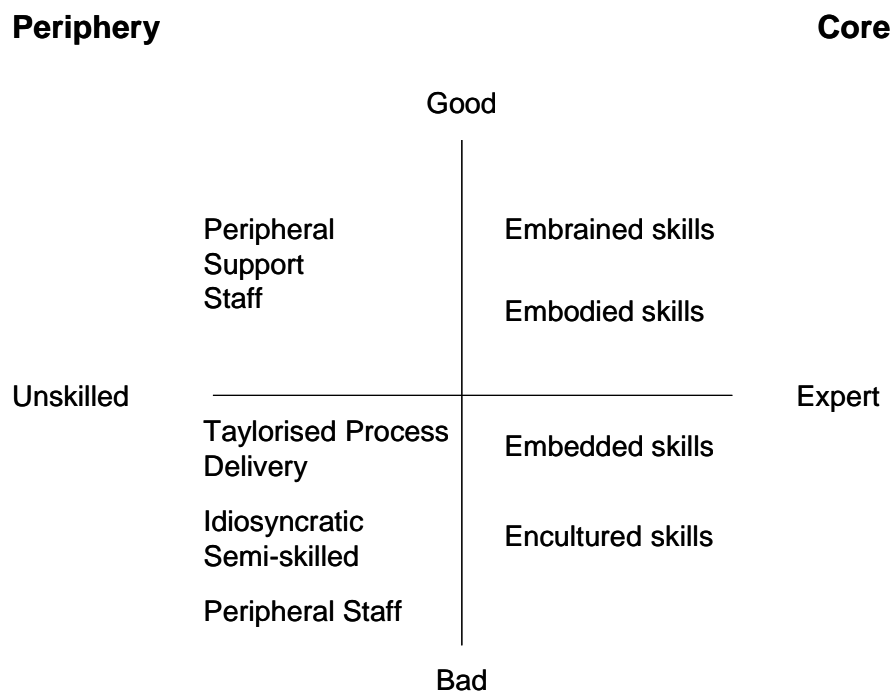 Periphery
Core
Good
Peripheral
Support
Staff
Embrained skills
Embodied skills
Unskilled
Expert
Taylorised Process
Delivery
Embedded skills
Idiosyncratic
Semi-skilled
Encultured skills
Peripheral Staff
Bad